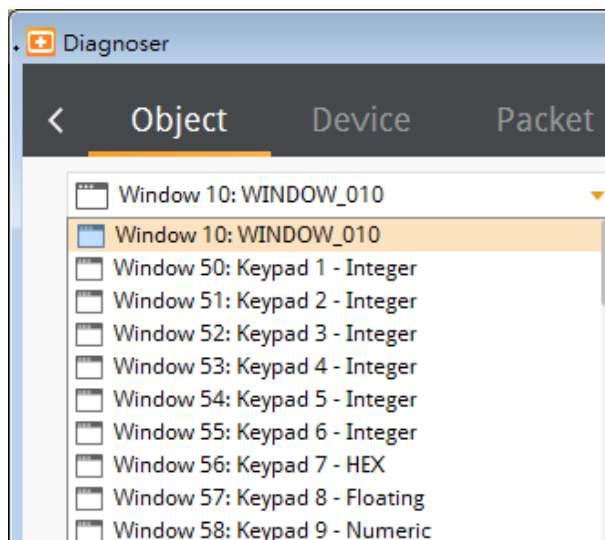 Diagnoser
Object Device Packet
Window 10: WINDOW_010
Window 10: WINDOW_010
Window 50: Keypad 1 - Integer
Window 51: Keypad 2 - Integer
Window 52: Keypad 3 - Integer
Window 53: Keypad 4 - Integer
Window 54: Keypad 5 - Integer
Window 55: Keypad 6 - Integer
Window 56: Keypad 7 - HEX
Window 57: Keypad 8 - Floating
Window 58: Keypad 9 - Numeric